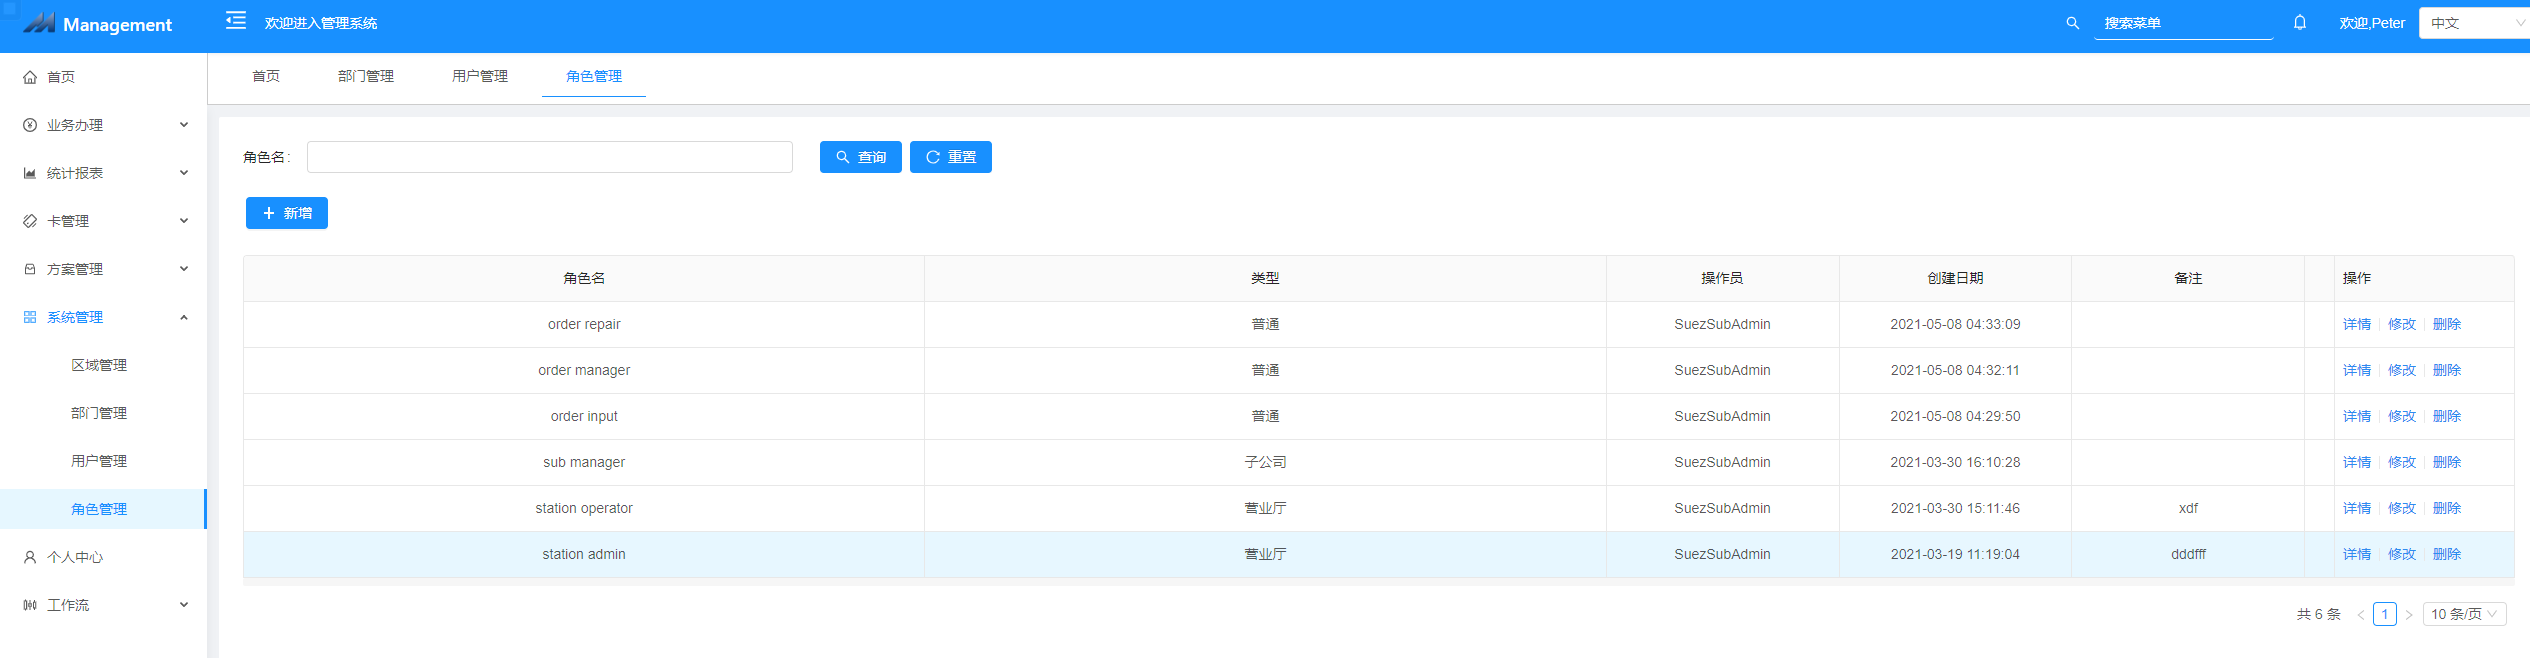 Management 欢迎进入管理系统 搜索菜单 欢迎,Peter 中文
首页
业务办理
统计报表
卡管理
方案管理
系统管理
区域管理
部门管理
用户管理
角色管理
个人中心
工作流
首页 部门管理 用户管理 角色管理
角色名: 查询 重置
新增
角色名 类型 操作员 创建日期 备注 操作
order repair 普通 SuezSubAdmin 2021-05-08 04:33:09 详情 修改 删除
order manager 普通 SuezSubAdmin 2021-05-08 04:32:11 详情 修改 删除
order input 普通 SuezSubAdmin 2021-05-08 04:29:50 详情 修改 删除
sub manager 子公司 SuezSubAdmin 2021-03-30 16:10:28 详情 修改 删除
station operator 营业厅 SuezSubAdmin 2021-03-30 15:11:46 xdf 详情 修改 删除
station admin 营业厅 SuezSubAdmin 2021-03-19 11:19:04 dddfff 详情 修改 删除
共 6 条 < 1 > 10 条/页